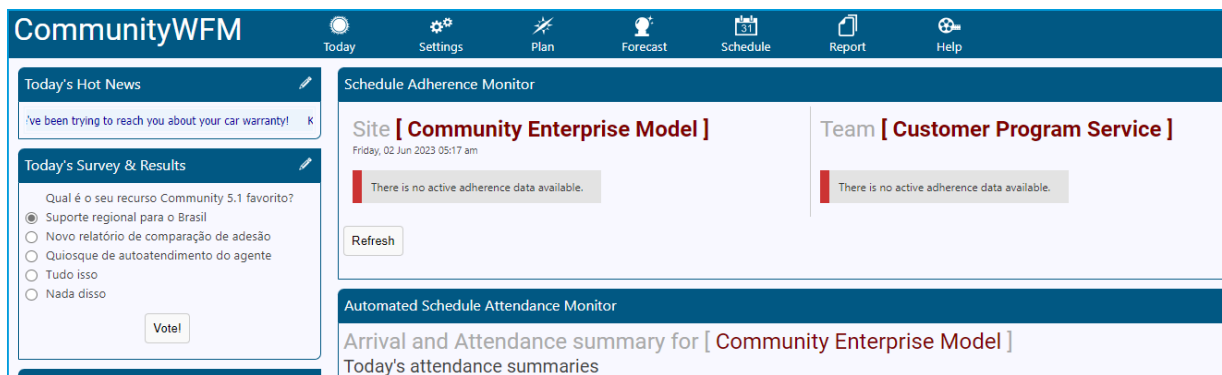 CommunityWFM
Today
Settings
Plan
31
Forecast
Schedule
Report
Help
Today's Hot News
've been trying to reach you about your car warranty! K
Today's Survey & Results
Qual é o seu recurso Community 5.1 favorito?
Suporte regional para o Brasil
Novo relatório de comparação de adesão
Quiosque de autoatendimento do agente
Tudo isso
Nada disso
Vote!
Schedule Adherence Monitor
Site [ Community Enterprise Model ]
Friday, 02 Jun 2023 05:17 am
There is no active adherence data available.
Team [ Customer Program Service ]
There is no active adherence data available.
Refresh
Automated Schedule Attendance Monitor
Arrival and Attendance summary for [ Community Enterprise Model ]
Today's attendance summaries